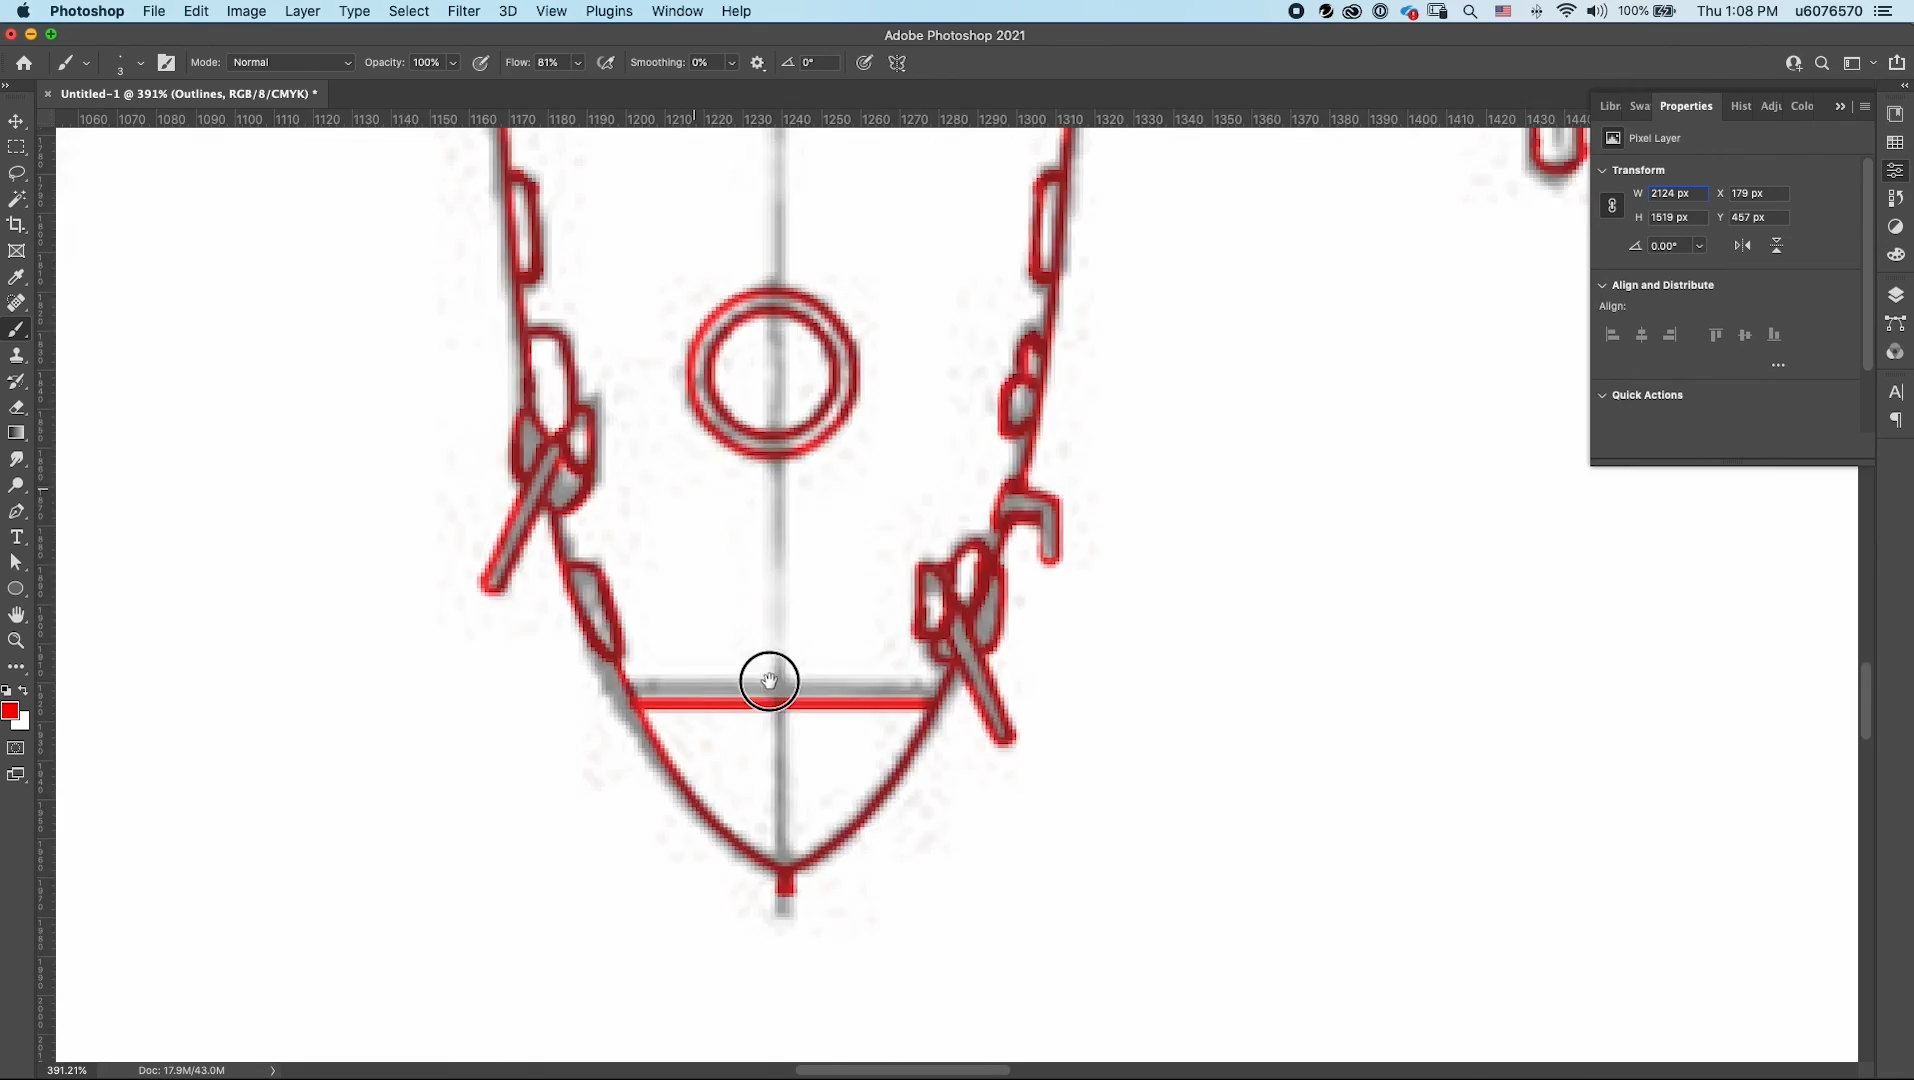 Photoshop File Edit Image Layer Type Select Filter 3D View Plugins Window Help 100% Thu 1:08 PM u6076570
Adobe Photoshop 2021
3 Mode: Normal Opacity: 100% Flow: 81% Smoothing: 0% 0°
× Untitled-1 @ 391% (Outlines, RGB/8/CMYK) *
1060 1070 1080 1090 1100 1110 1120 1130 1140 1150 1160 1170 1180 1190 1200 1210 1220 1230 1240 1250 1260 1270 1280 1290 1300 1310 1320 1330 1340 1350 1360 1370 1380 1390 1400 1410 1420 1430 1440
Libr Swa Properties Hist Adju Colo
Pixel Layer
Transform
W 2124 px X 179 px
H 1519 px Y 457 px
0.00°
Align and Distribute
Align:
Quick Actions
391.21% Doc: 17.9M/43.0M